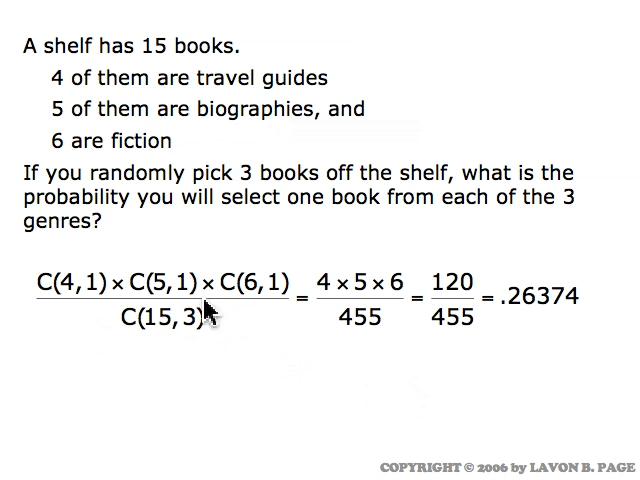 A shelf has 15 books.
4 of them are travel guides
5 of them are biographies, and
6 are fiction
If you randomly pick 3 books off the shelf, what is the
probability you will select one book from each of the 3
genres?
C(4,1) × C(5,1) × C(6,1) / C(15,3) = 4 × 5 × 6 / 455 = 120 / 455 = .26374
COPYRIGHT © 2006 by LAVON B. PAGE